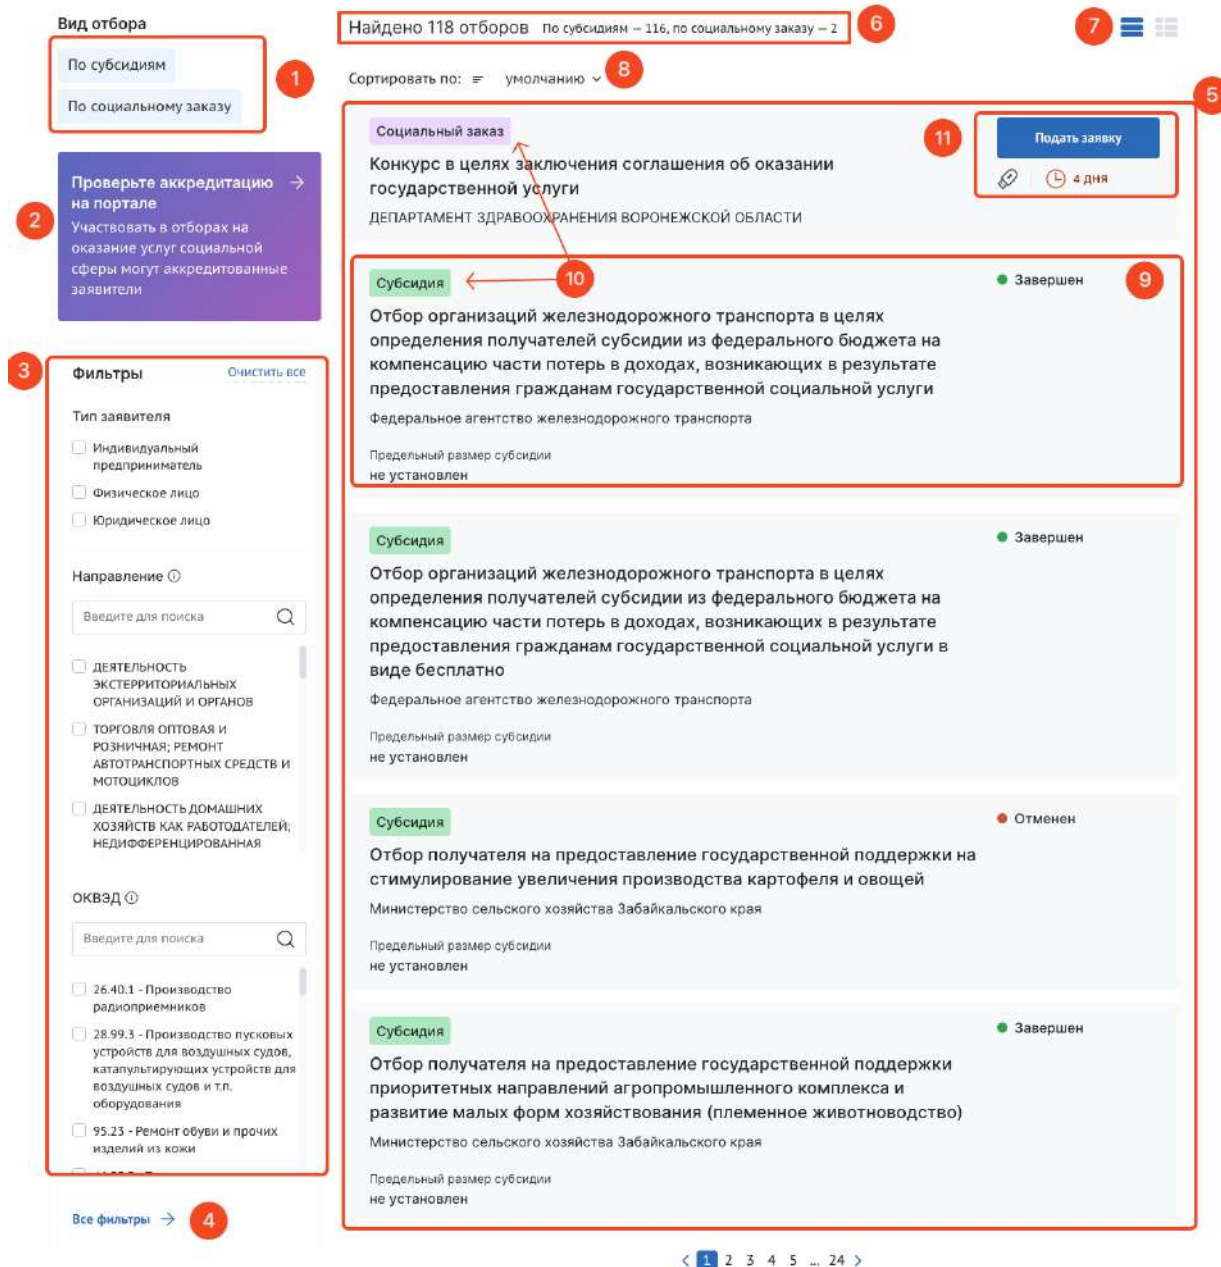 Вид отбора
По субсидиям
По социальному заказу
1
Проверьте аккредитацию →
на портале
2
Участвовать в отборах на
оказание услуг социальной
сферы могут аккредитованные
заявители
3
Фильтры Очистить все
Тип заявителя
Индивидуальный
предприниматель
Физическое лицо
Юридическое лицо
Направление
Введите для поиска
ДЕЯТЕЛЬНОСТЬ
ЭКСТЕРРИТОРИАЛЬНЫХ
ОРГАНИЗАЦИЙ И ОРГАНОВ
ТОРГОВЛЯ ОПТОВАЯ И
РОЗНИЧНАЯ; РЕМОНТ
АВТОТРАНСПОРТНЫХ СРЕДСТВ И
МОТОЦИКЛОВ
ДЕЯТЕЛЬНОСТЬ ДОМАШНИХ
ХОЗЯЙСТВ КАК РАБОТОДАТЕЛЕЙ;
НЕДИФФЕРЕНЦИРОВАННАЯ
ОКВЭД
Введите для поиска
26.40.1 - Производство
радиоприемников
28.99.3 - Производство пусковых
устройств для воздушных судов,
катапультирующих устройств для
воздушных судов и т.п.
оборудования
95.23 - Ремонт обуви и прочих
изделий из кожи
Все фильтры → 4
Найдено 118 отборов По субсидиям – 116, по социальному заказу – 2 6
7
Сортировать по: умолчанию 8
5
Социальный заказ
11
Подать заявку
4 дня
Конкурс в целях заключения соглашения об оказании
государственной услуги
ДЕПАРТАМЕНТ ЗДРАВООХРАНЕНИЯ ВОРОНЕЖСКОЙ ОБЛАСТИ
Субсидия 10 Завершен 9
Отбор организаций железнодорожного транспорта в целях
определения получателей субсидии из федерального бюджета на
компенсацию части потерь в доходах, возникающих в результате
предоставления гражданам государственной социальной услуги
Федеральное агентство железнодорожного транспорта
Предельный размер субсидии
не установлен
Субсидия Завершен
Отбор организаций железнодорожного транспорта в целях
определения получателей субсидии из федерального бюджета на
компенсацию части потерь в доходах, возникающих в результате
предоставления гражданам государственной социальной услуги в
виде бесплатно
Федеральное агентство железнодорожного транспорта
Предельный размер субсидии
не установлен
Субсидия Отменен
Отбор получателя на предоставление государственной поддержки на
стимулирование увеличения производства картофеля и овощей
Министерство сельского хозяйства Забайкальского края
Предельный размер субсидии
не установлен
Субсидия Завершен
Отбор получателя на предоставление государственной поддержки
приоритетных направлений агропромышленного комплекса и
развитие малых форм хозяйствования (племенное животноводство)
Министерство сельского хозяйства Забайкальского края
Предельный размер субсидии
не установлен
< 1 2 3 4 5 ... 24 >